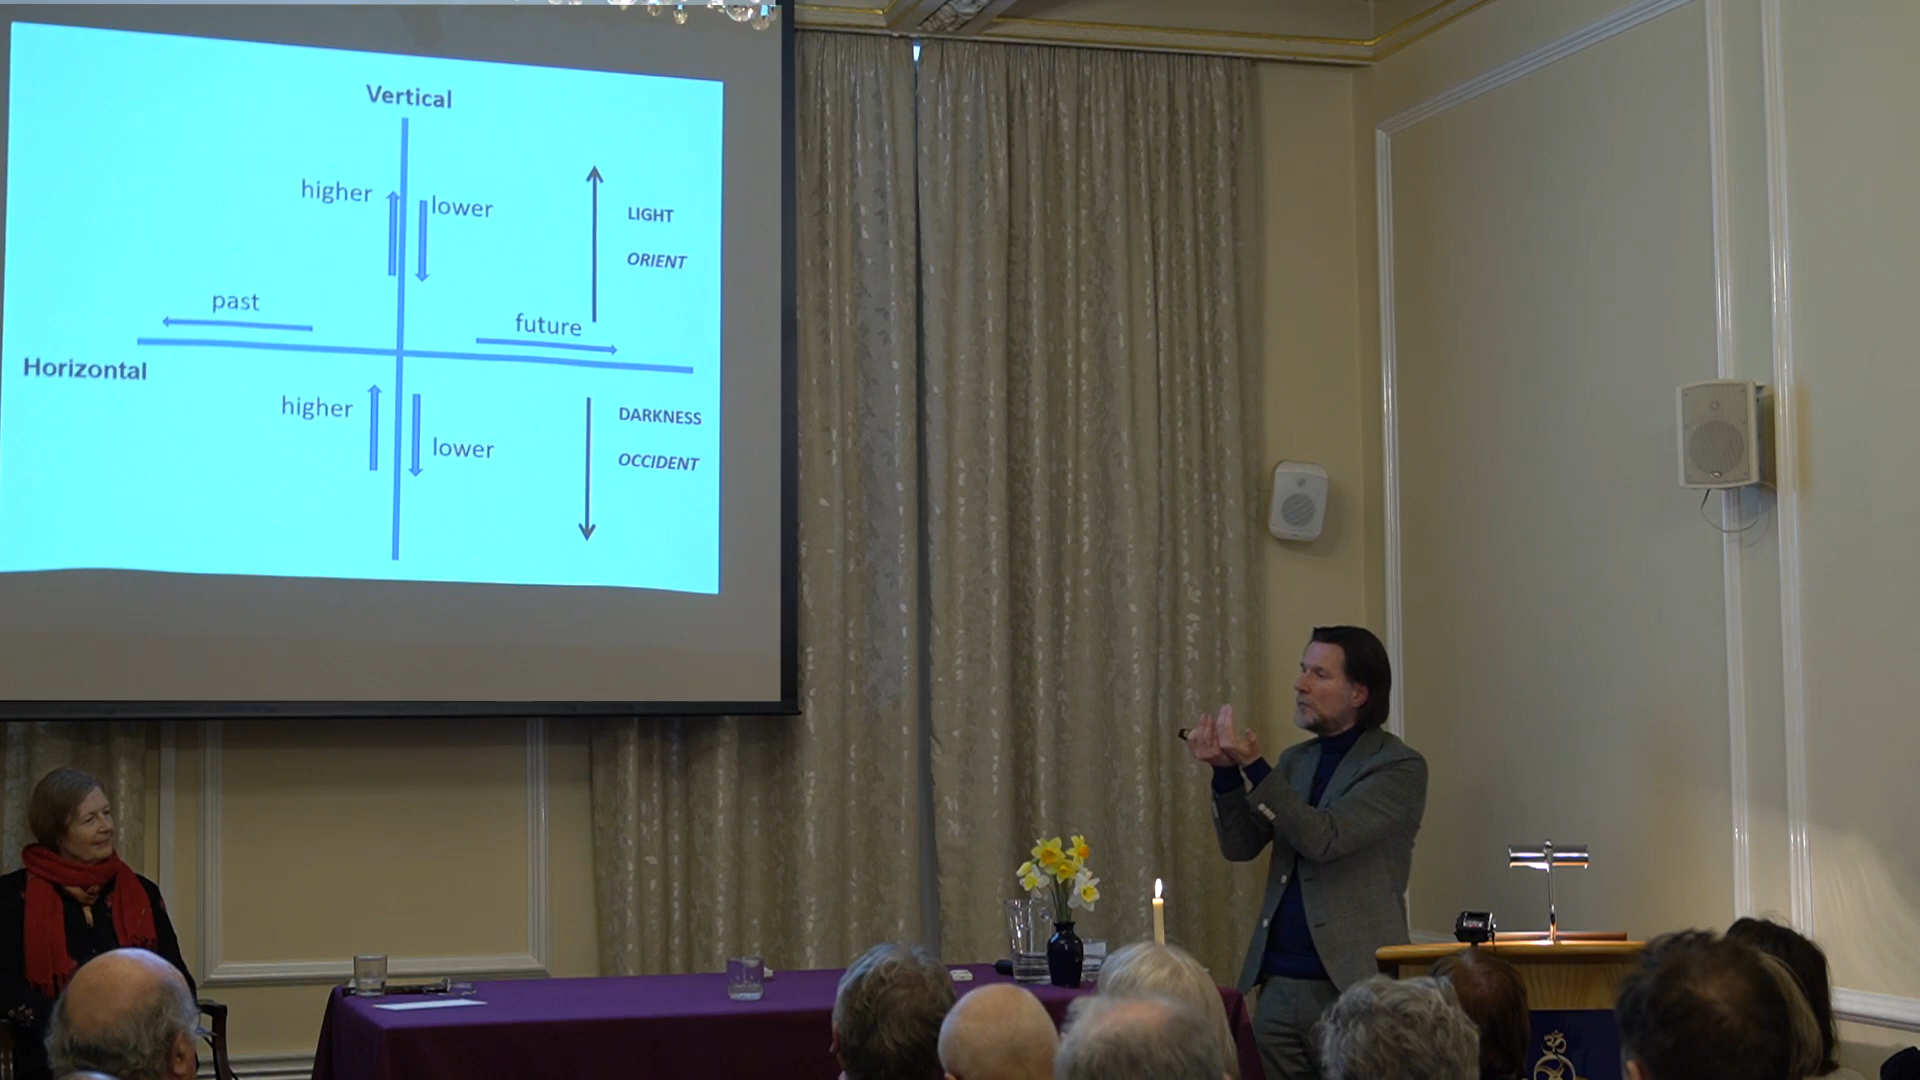 Vertical
higher
lower
LIGHT
ORIENT
past
future
Horizontal
higher
lower
DARKNESS
OCCIDENT
ॐ